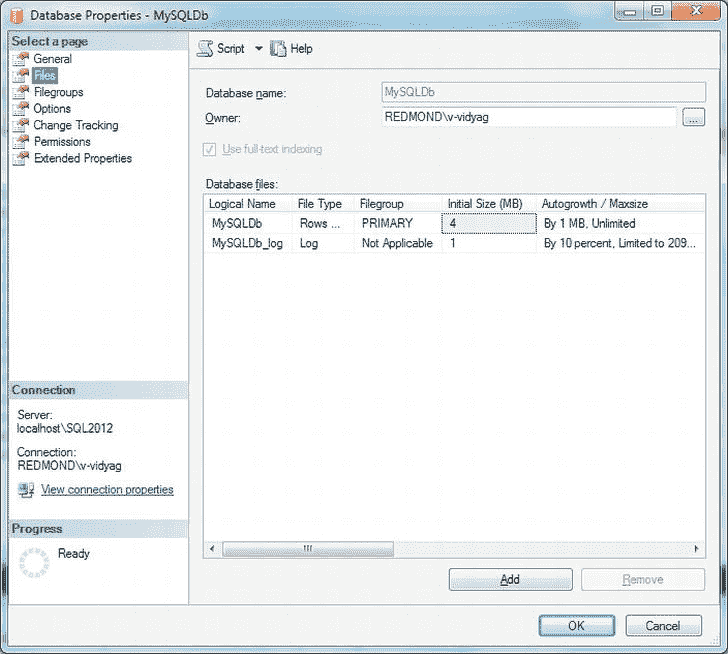 Database Properties - MySQLDb
Select a page
General
Files
Filegroups
Options
Change Tracking
Permissions
Extended Properties
Connection
Server:
localhost\SQL2012
Connection:
REDMOND\v-vidyag
View connection properties
Progress
Ready
Script Help
Database name: MySQLDb
Owner: REDMOND\v-vidyag ...
Use full-text indexing
Database files:
Logical Name File Type Filegroup Initial Size (MB) Autogrowth / Maxsize
MySQLDb Rows ... PRIMARY 4 By 1 MB, Unlimited
MySQLDb_log Log Not Applicable 1 By 10 percent, Limited to 209...
Add Remove
OK Cancel